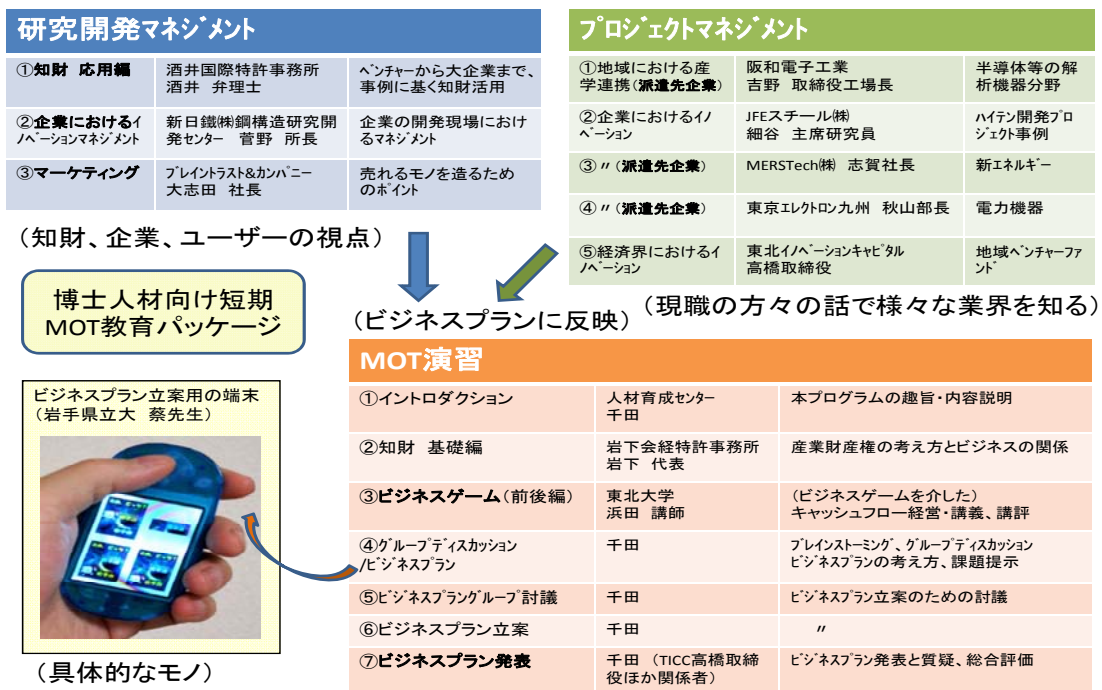 研究開発マネジメント
①知財 応用編
酒井国際特許事務所
酒井 弁理士
ベンチャーから大企業まで、
事例に基く知財活用
②企業におけるイ
ノベーションマネジメント
新日鐵㈱鋼構造研究開
発センター 菅野 所長
企業の開発現場におけ
るマネジメント
③マーケティング
ブレイントラスト&カンパニー
大志田 社長
売れるモノを造るため
のポイント
(知財、企業、ユーザーの視点)
プロジェクトマネジメント
①地域における産
学連携(派遣先企業)
阪和電子工業
吉野 取締役工場長
半導体等の解
析機器分野
②企業におけるイノ
ベーション
JFEスチール㈱
細谷 主席研究員
ハイテン開発プロ
ジェクト事例
③〃(派遣先企業)
MERSTech㈱ 志賀社長
新エネルギー
④〃(派遣先企業)
東京エレクトロン九州 秋山部長
電力機器
⑤経済界におけるイ
ノベーション
東北イノベーションキャピタル
高橋取締役
地域ベンチャーファ
ンド
(現職の方々の話で様々な業界を知る)
(ビジネスプランに反映)
博士人材向け短期
MOT教育パッケージ
ビジネスプラン立案用の端末
(岩手県立大 蔡先生)
(具体的なモノ)
MOT演習
①イントロダクション
人材育成センター
千田
本プログラムの趣旨・内容説明
②知財 基礎編
岩下会経特許事務所
岩下 代表
産業財産権の考え方とビジネスの関係
③ビジネスゲーム(前後編)
東北大学
浜田 講師
(ビジネスゲームを介した)
キャッシュフロー経営・講義、講評
④グループディスカッション
/ビジネスプラン
千田
ブレインストーミング、グループディスカッション
ビジネスプランの考え方、課題提示
⑤ビジネスプラングループ討議
千田
ビジネスプラン立案のための討議
⑥ビジネスプラン立案
千田
〃
⑦ビジネスプラン発表
千田 (TICC高橋取締
役ほか関係者)
ビジネスプラン発表と質疑、総合評価